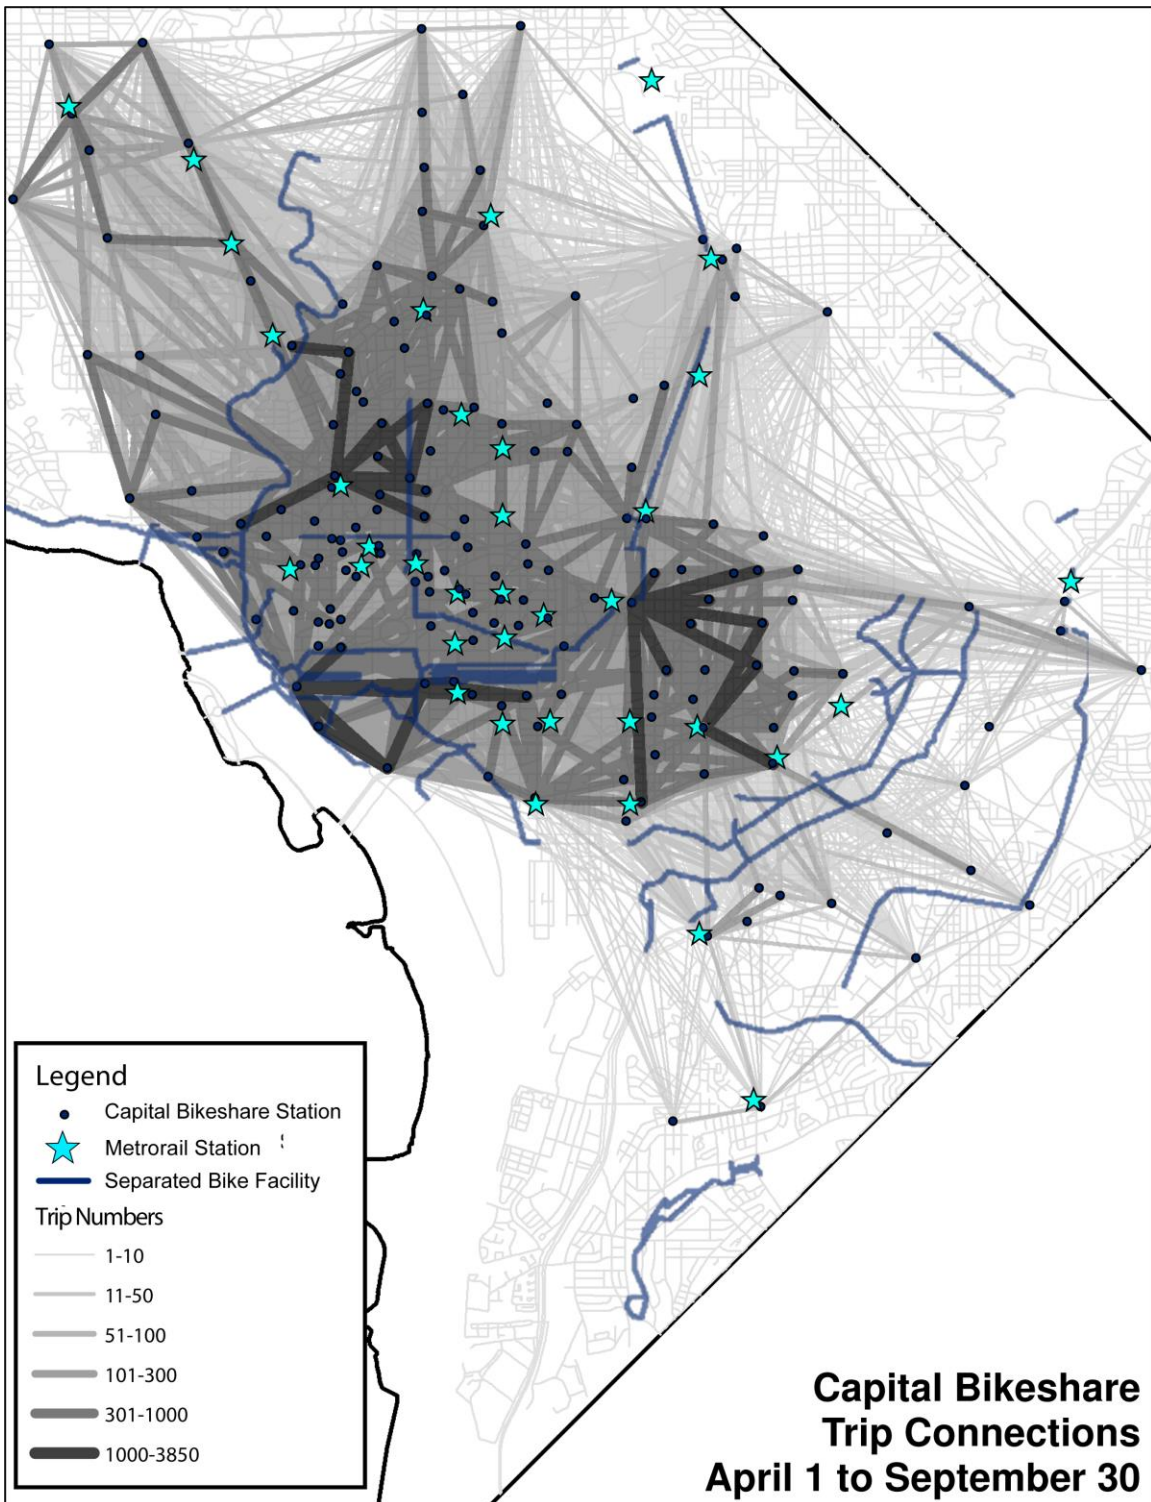 Legend
Capital Bikeshare Station
Metrorail Station
Separated Bike Facility
Trip Numbers
1-10
11-50
51-100
101-300
301-1000
1000-3850
Capital Bikeshare
Trip Connections
April 1 to September 30